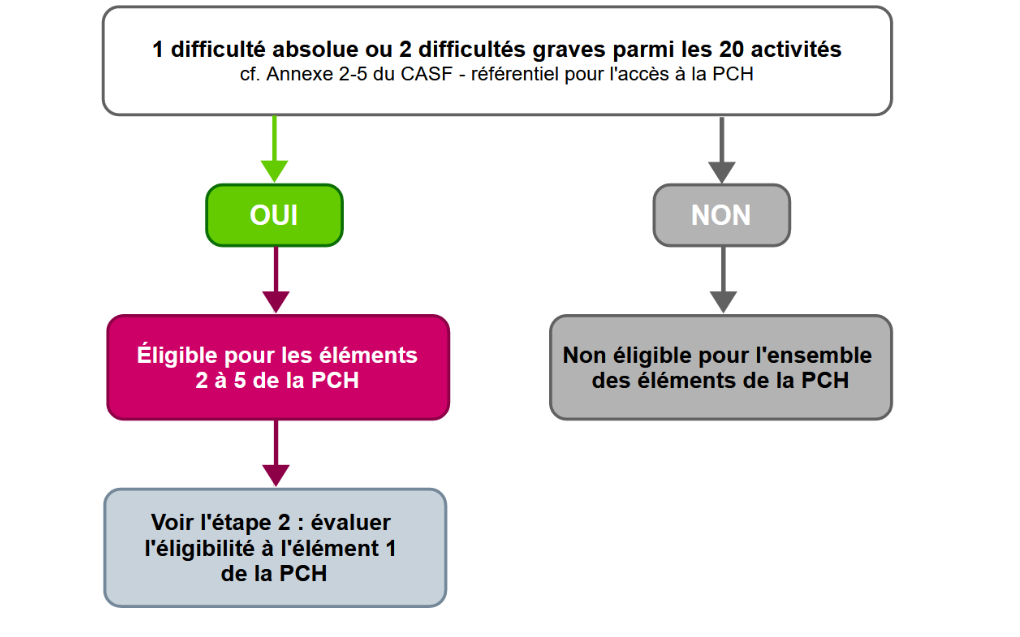 1 difficulté absolue ou 2 difficultés graves parmi les 20 activités
cf. Annexe 2-5 du CASF - référentiel pour l'accès à la PCH
OUI
NON
Éligible pour les éléments
2 à 5 de la PCH
Non éligible pour l'ensemble
des éléments de la PCH
Voir l'étape 2 : évaluer
l'éligibilité à l'élément 1
de la PCH